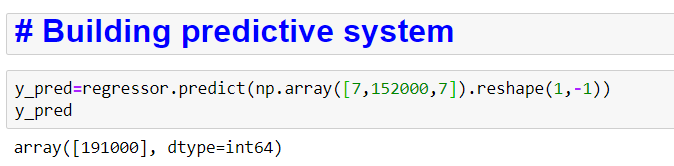 # Building predictive system
y_pred=regressor.predict(np.array([7,152000,7]).reshape(1,-1))
y_pred
array([191000], dtype=int64)